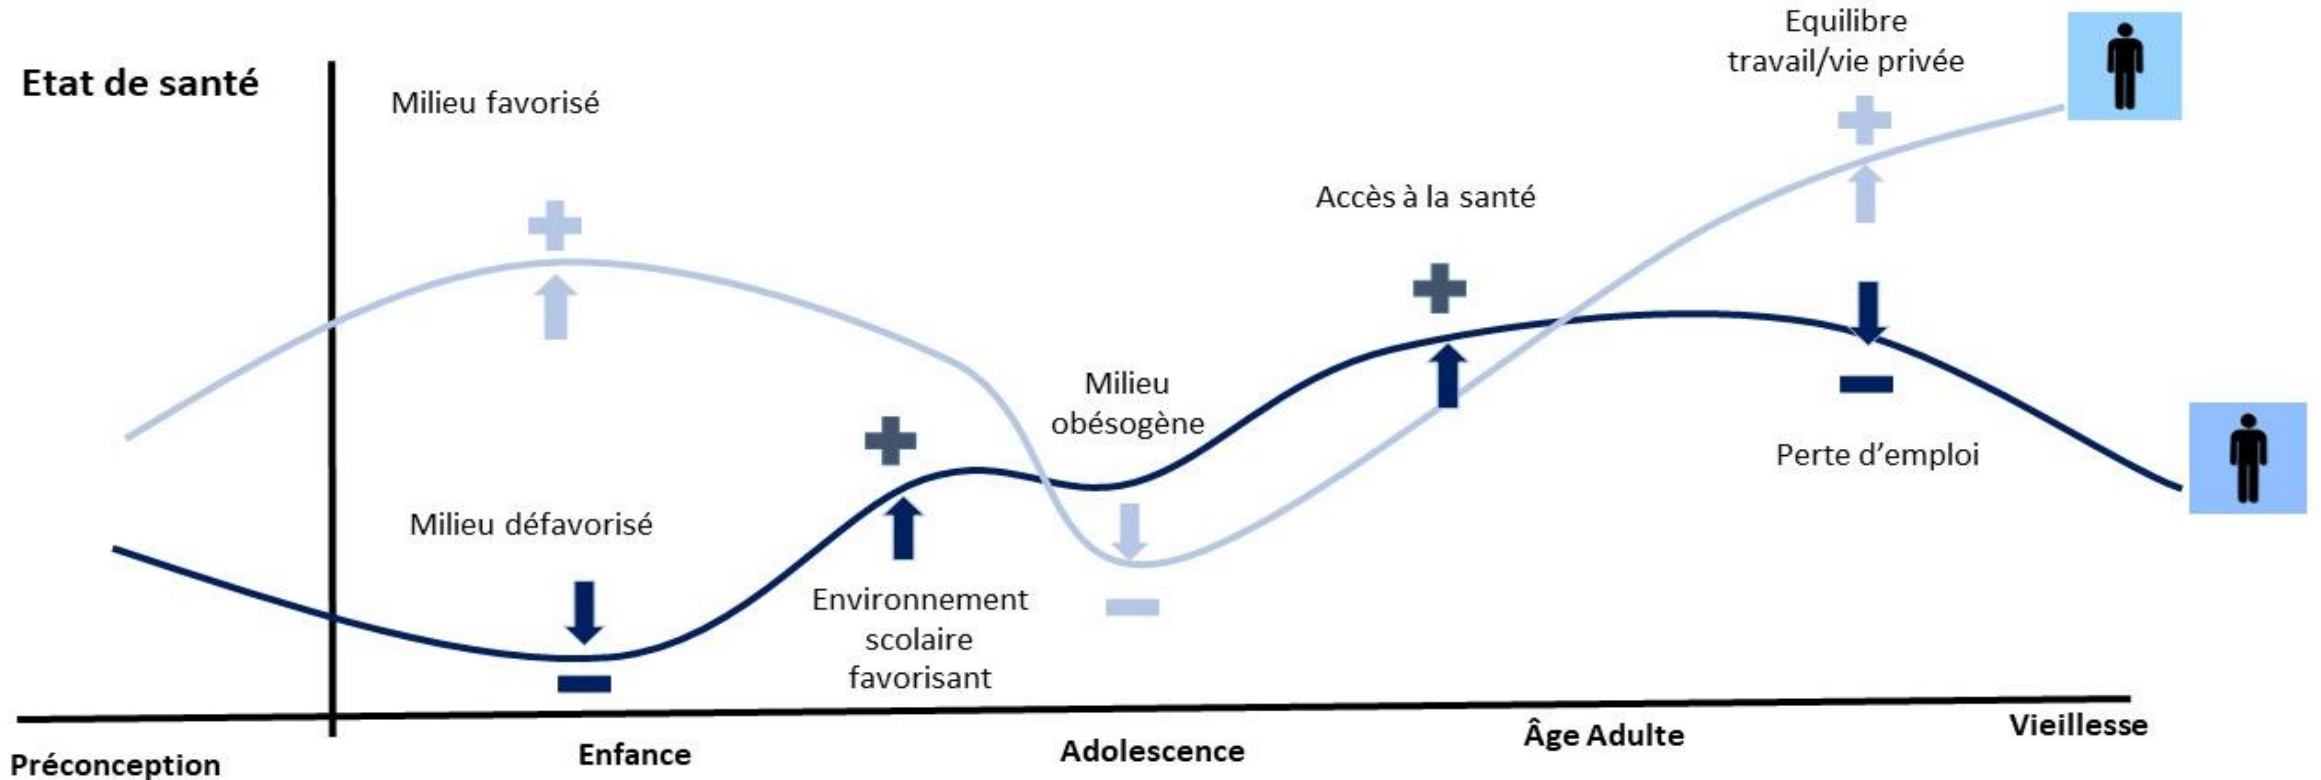 Equilibre
travail/vie privée
Etat de santé
Milieu favorisé
Accès à la santé
Milieu
obésogène
Perte d’emploi
Milieu défavorisé
Environnement
scolaire
favorisant
Préconception
Enfance
Adolescence
Âge Adulte
Vieillesse